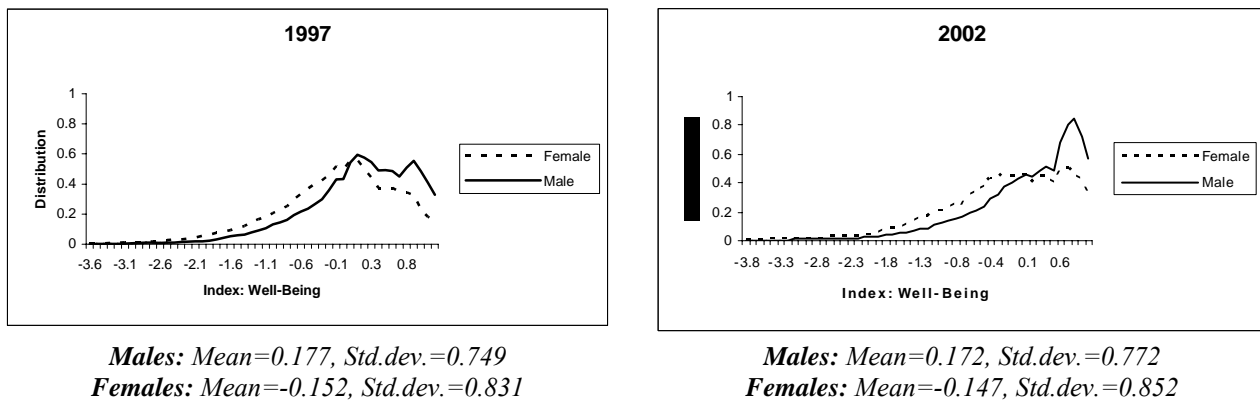 1997
1
0.8
0.6
0.4
0.2
0
Distribution
-3.6 -3.1 -2.6 -2.1 -1.6 -1.1 -0.6 -0.1 0.3 0.8
Index: Well-Being
Female
Male
Males: Mean=0.177, Std.dev.=0.749
Females: Mean=-0.152, Std.dev.=0.831
2002
1
0.8
0.6
0.4
0.2
0
-3.8 -3.3 -2.8 -2.3 -1.8 -1.3 -0.8 -0.4 0.1 0.6
Index: Well-Being
Female
Male
Males: Mean=0.172, Std.dev.=0.772
Females: Mean=-0.147, Std.dev.=0.852